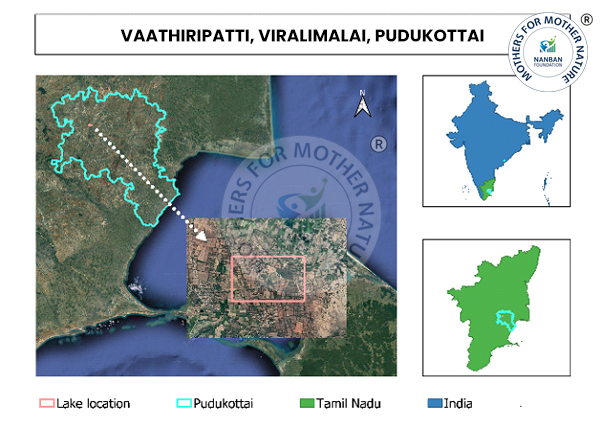 VAATHIRIPATTI, VIRALIMALAI, PUDUKOTTAI
MOTHERS FOR MOTHER NATURE
NANBAN
FOUNDATION
®
N
®
MOTHERS FOR MOTHER NATURE
Lake location
Pudukottai
Tamil Nadu
India